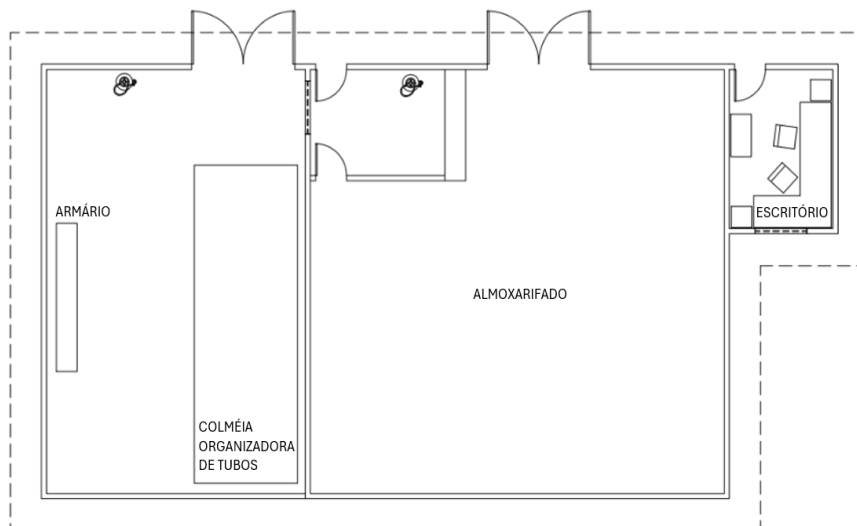 ARMÁRIO
ESCRITÓRIO
ALMOXARIFADO
COLMÉIA
ORGANIZADORA
DE TUBOS